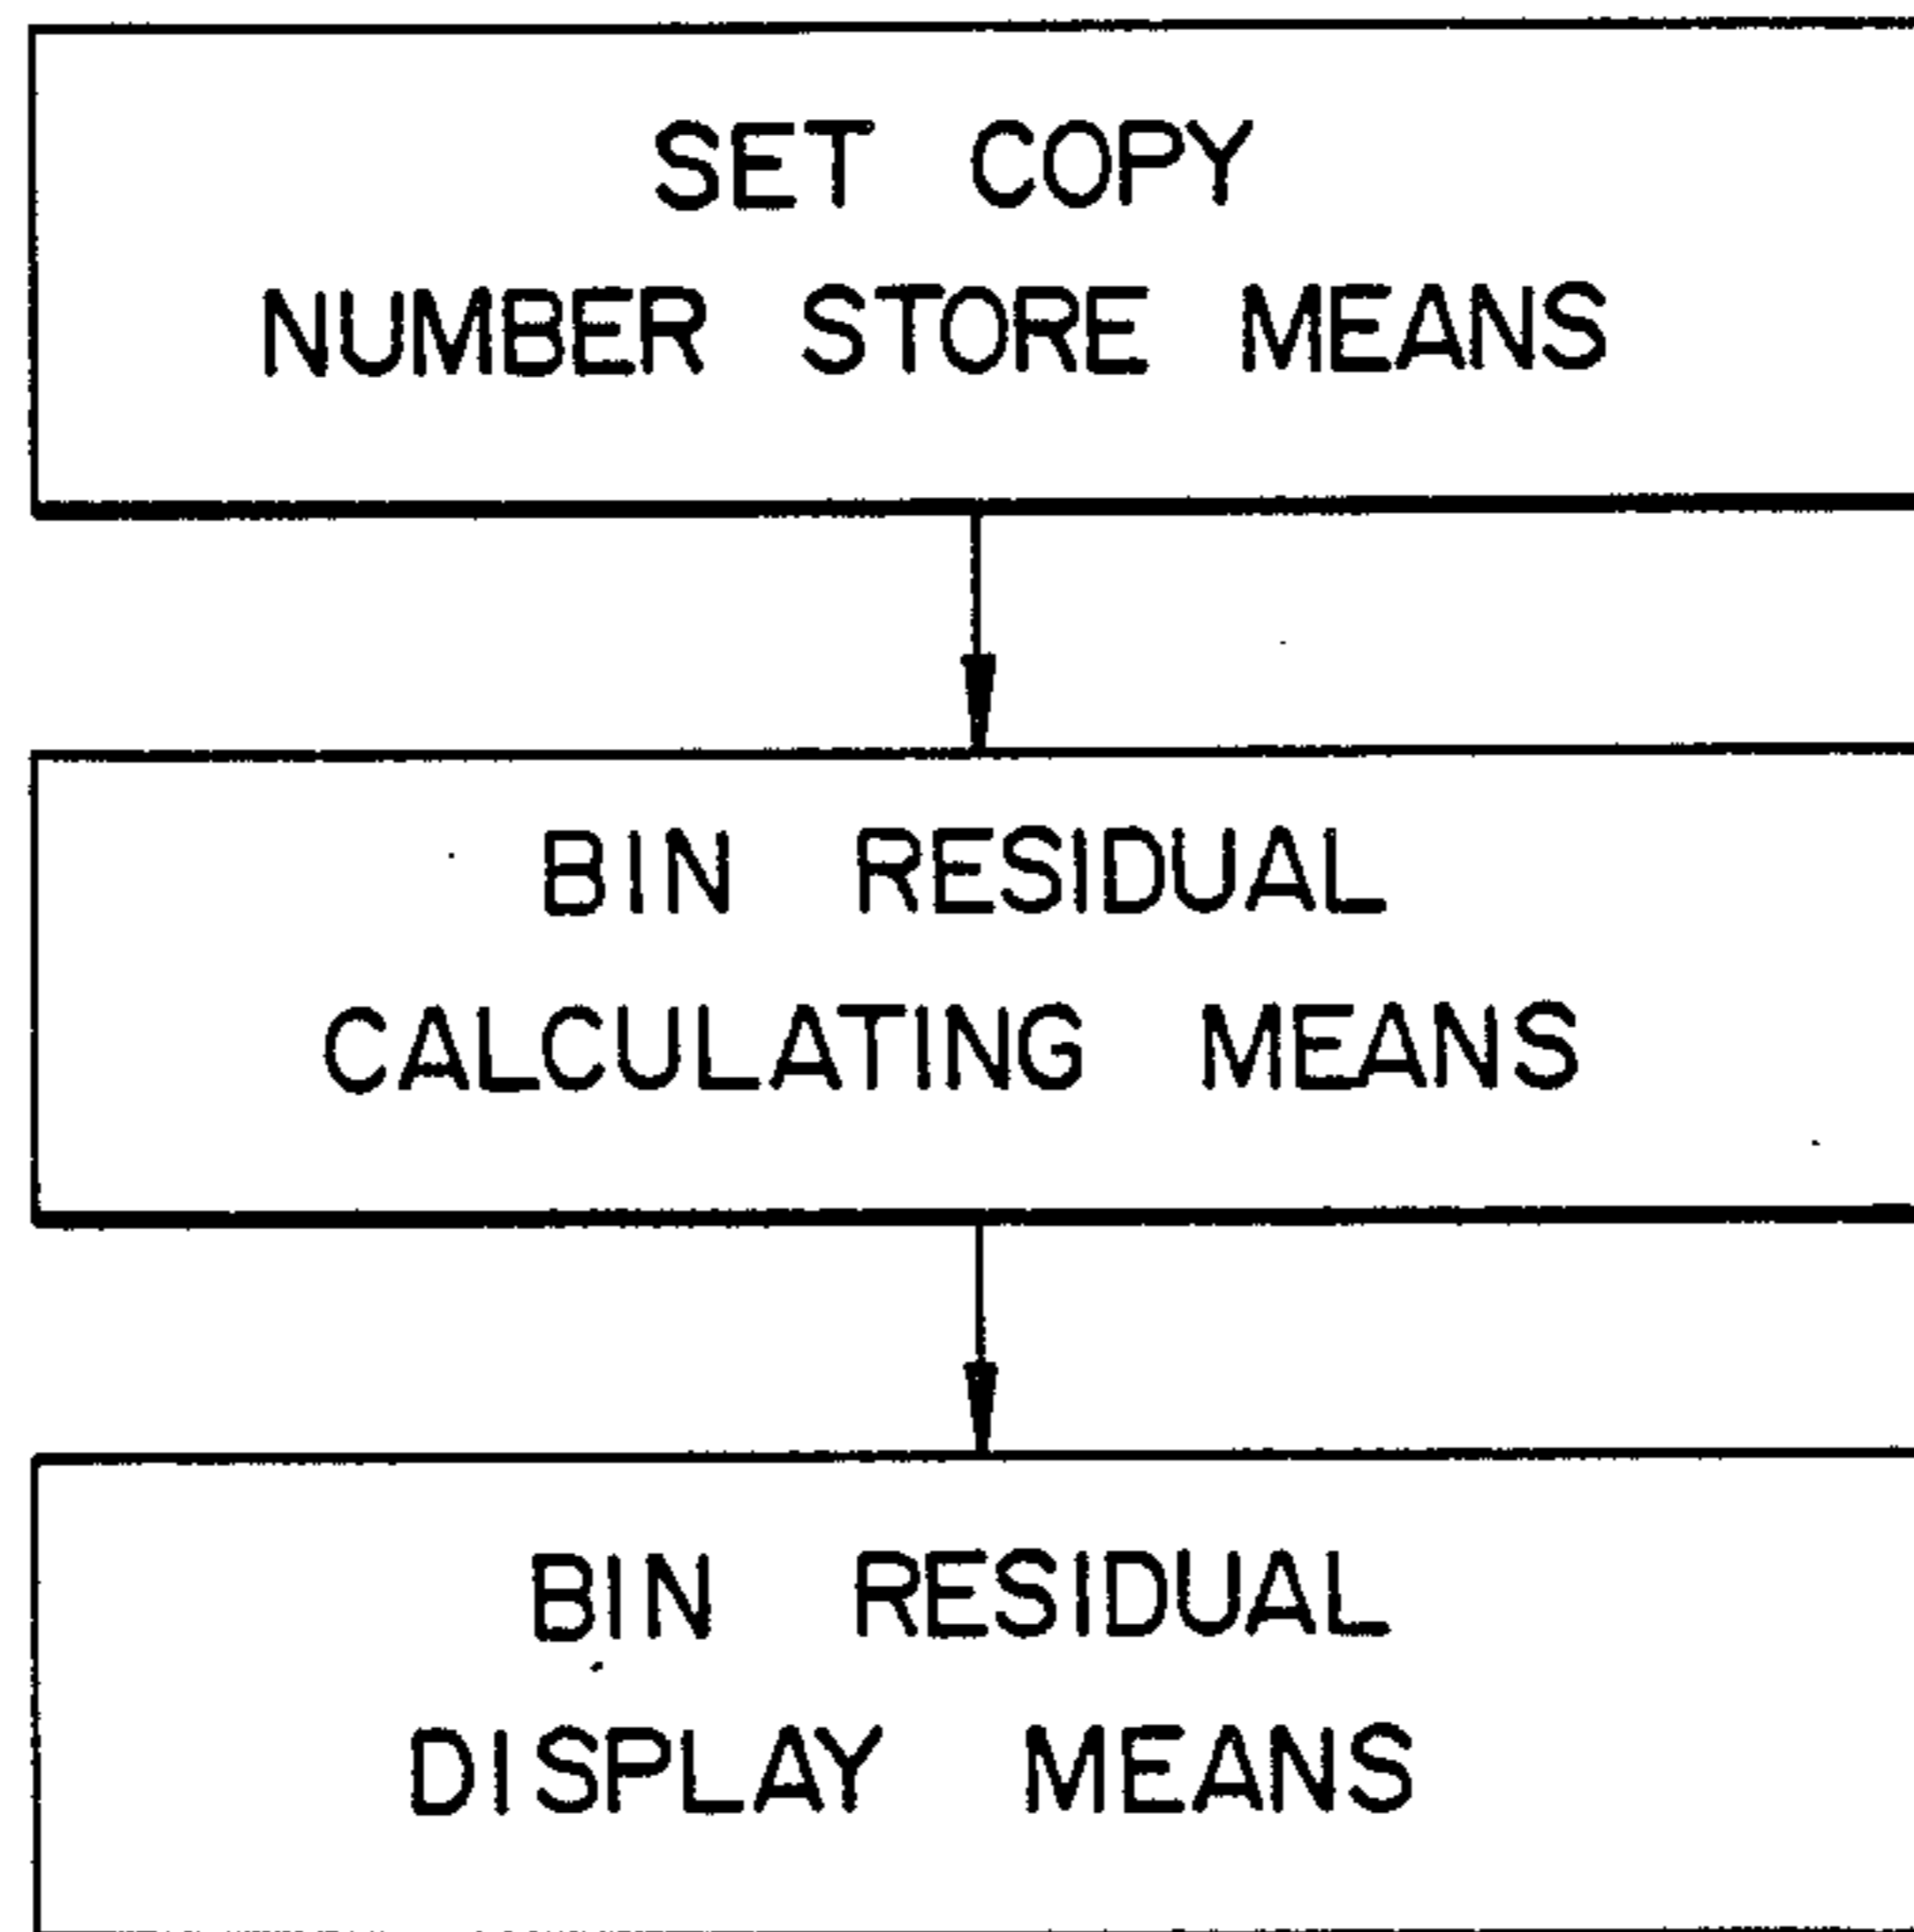 SET COPY
NUMBER STORE MEANS
BIN RESIDUAL
CALCULATING MEANS
BIN RESIDUAL
DISPLAY MEANS